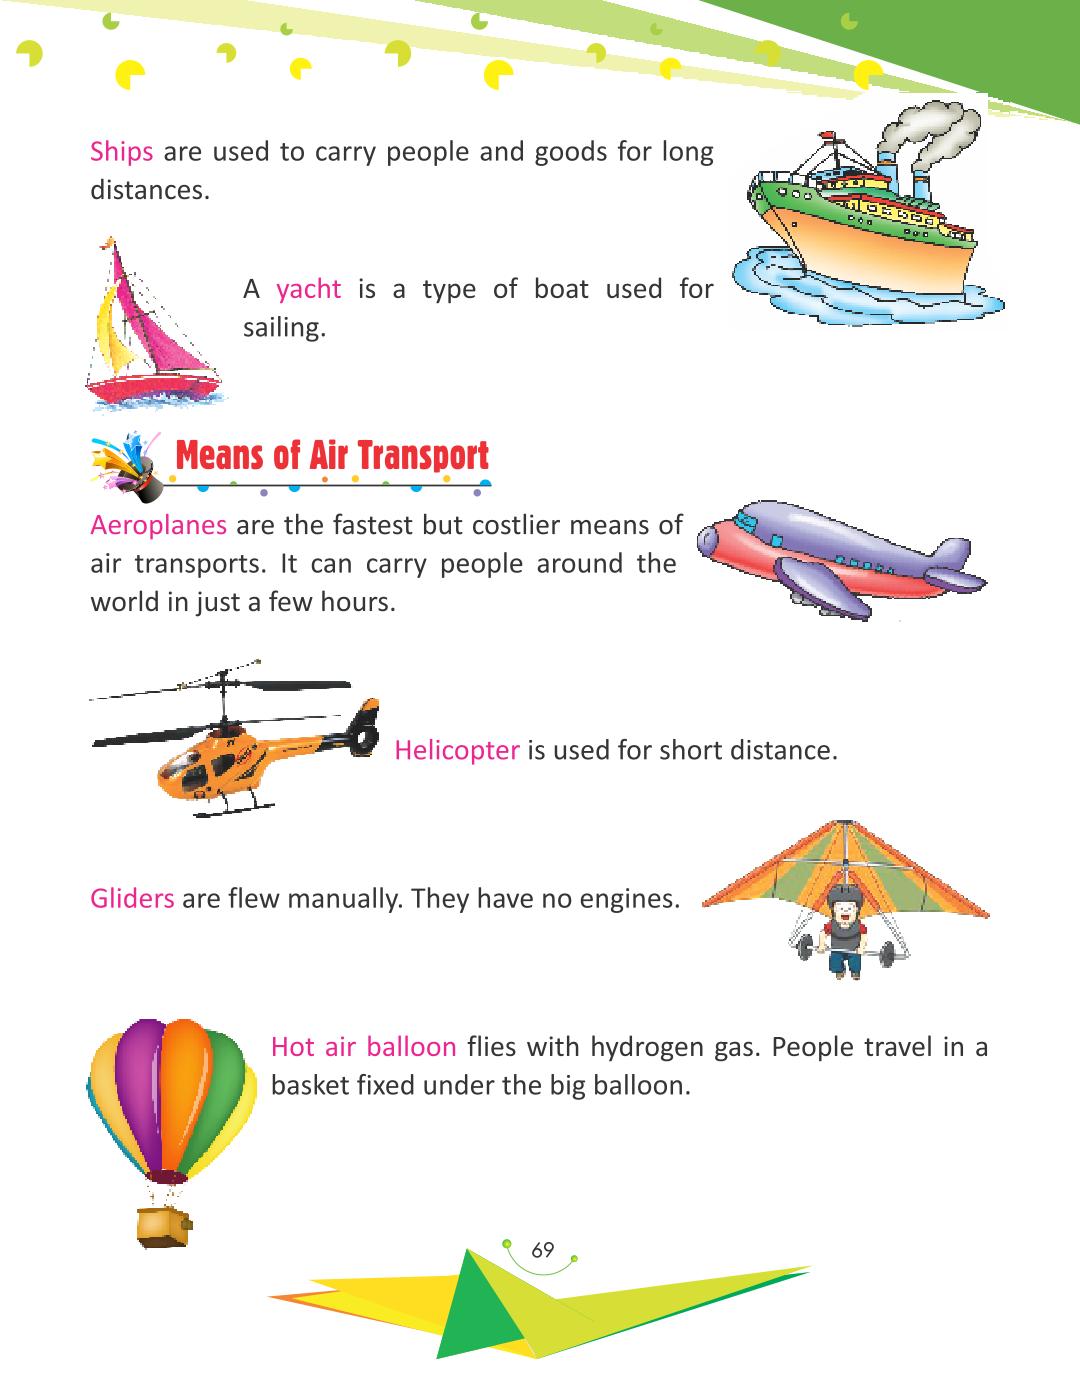 Ships are used to carry people and goods for long
distances.
A yacht is a type of boat used for
sailing.
Means of Air Transport
Aeroplanes are the fastest but costlier means of
air transports. It can carry people around the
world in just a few hours.
Helicopter is used for short distance.
Gliders are flew manually. They have no engines.
Hot air balloon flies with hydrogen gas. People travel in a
basket fixed under the big balloon.
69